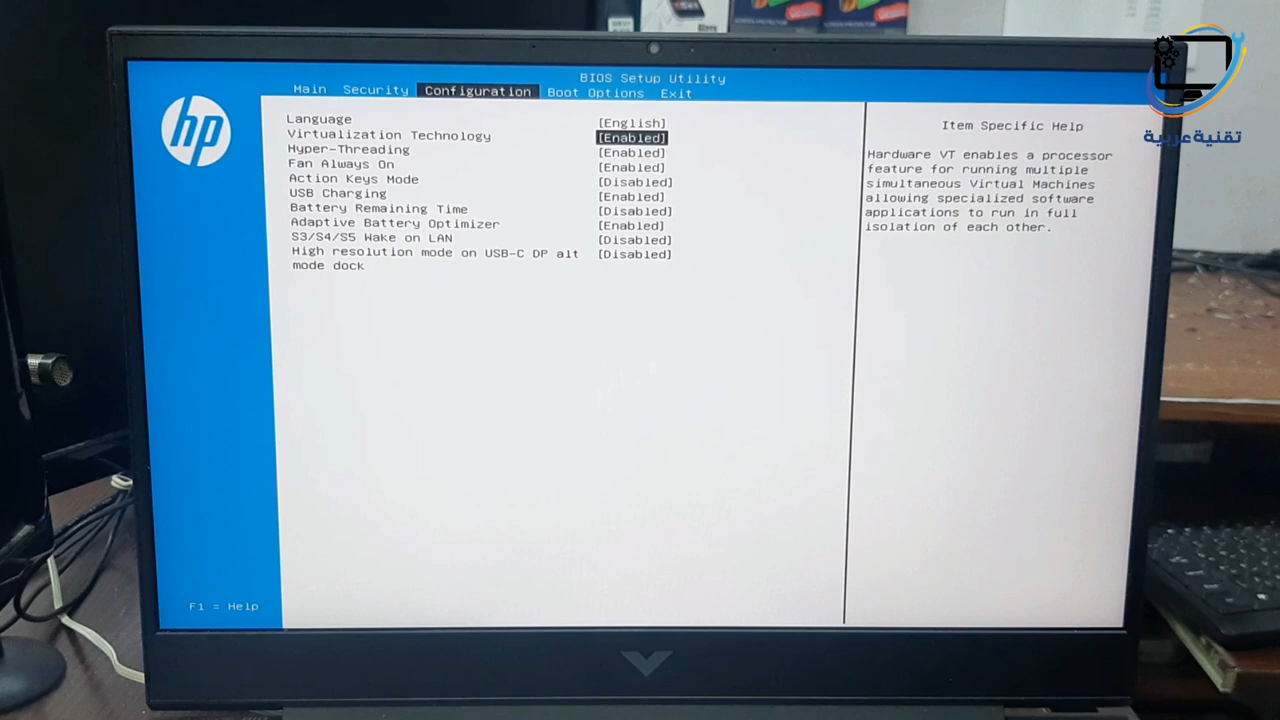 BIOS Setup Utility
Main Security Configuration Boot Options Exit
hp
Language [English]
Virtualization Technology [Enabled]
Hyper-Threading [Enabled]
Fan Always On [Enabled]
Action Keys Mode [Disabled]
USB Charging [Enabled]
Battery Remaining Time [Disabled]
Adaptive Battery Optimizer [Enabled]
S3/S4/S5 Wake on LAN [Disabled]
High resolution mode on USB-C DP alt [Disabled]
mode dock
Item Specific Help
Hardware VT enables a processor
feature for running multiple
simultaneous Virtual Machines
allowing specialized software
applications to run in full
isolation of each other.
F1 = Help
تقنية عربية
SCREEN PROTECTOR
SCREEN PROTECTOR